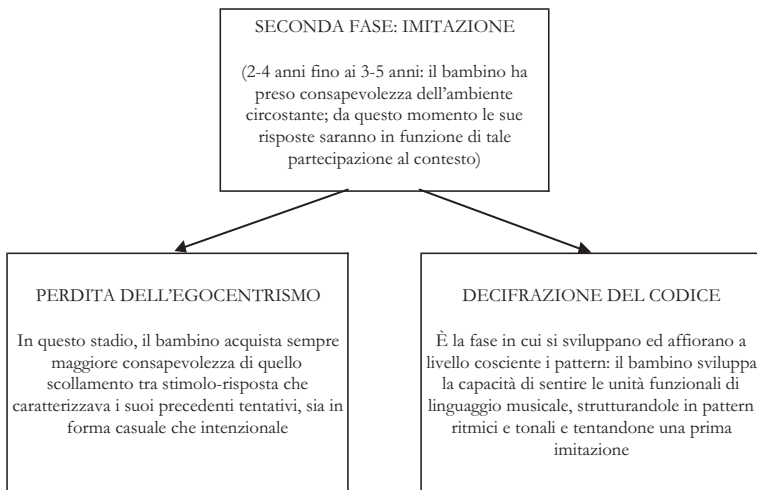 SECONDA FASE: IMITAZIONE
(2-4 anni fino ai 3-5 anni: il bambino ha
preso consapevolezza dell'ambiente
circostante; da questo momento le sue
risposte saranno in funzione di tale
partecipazione al contesto)
PERDITA DELL'EGOCENTRISMO
In questo stadio, il bambino acquista sempre
maggiore consapevolezza di quello
scollamento tra stimolo-risposta che
caratterizzava i suoi precedenti tentativi, sia in
forma casuale che intenzionale
DECIFRAZIONE DEL CODICE
È la fase in cui si sviluppano ed affiorano a
livello cosciente i pattern: il bambino sviluppa
la capacità di sentire le unità funzionali di
linguaggio musicale, strutturandole in pattern
ritmici e tonali e tentandone una prima
imitazione